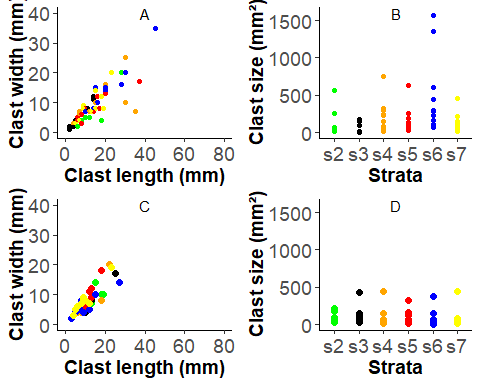 A
Clast width (mm)
40
30
20
10
0
0 20 40 60 80
Clast length (mm)
B
Clast size (mm²)
1500
1000
500
0
s2 s3 s4 s5 s6 s7
Strata
C
Clast width (mm)
40
30
20
10
0
0 20 40 60 80
Clast length (mm)
D
Clast size (mm²)
1500
1000
500
0
s2 s3 s4 s5 s6 s7
Strata